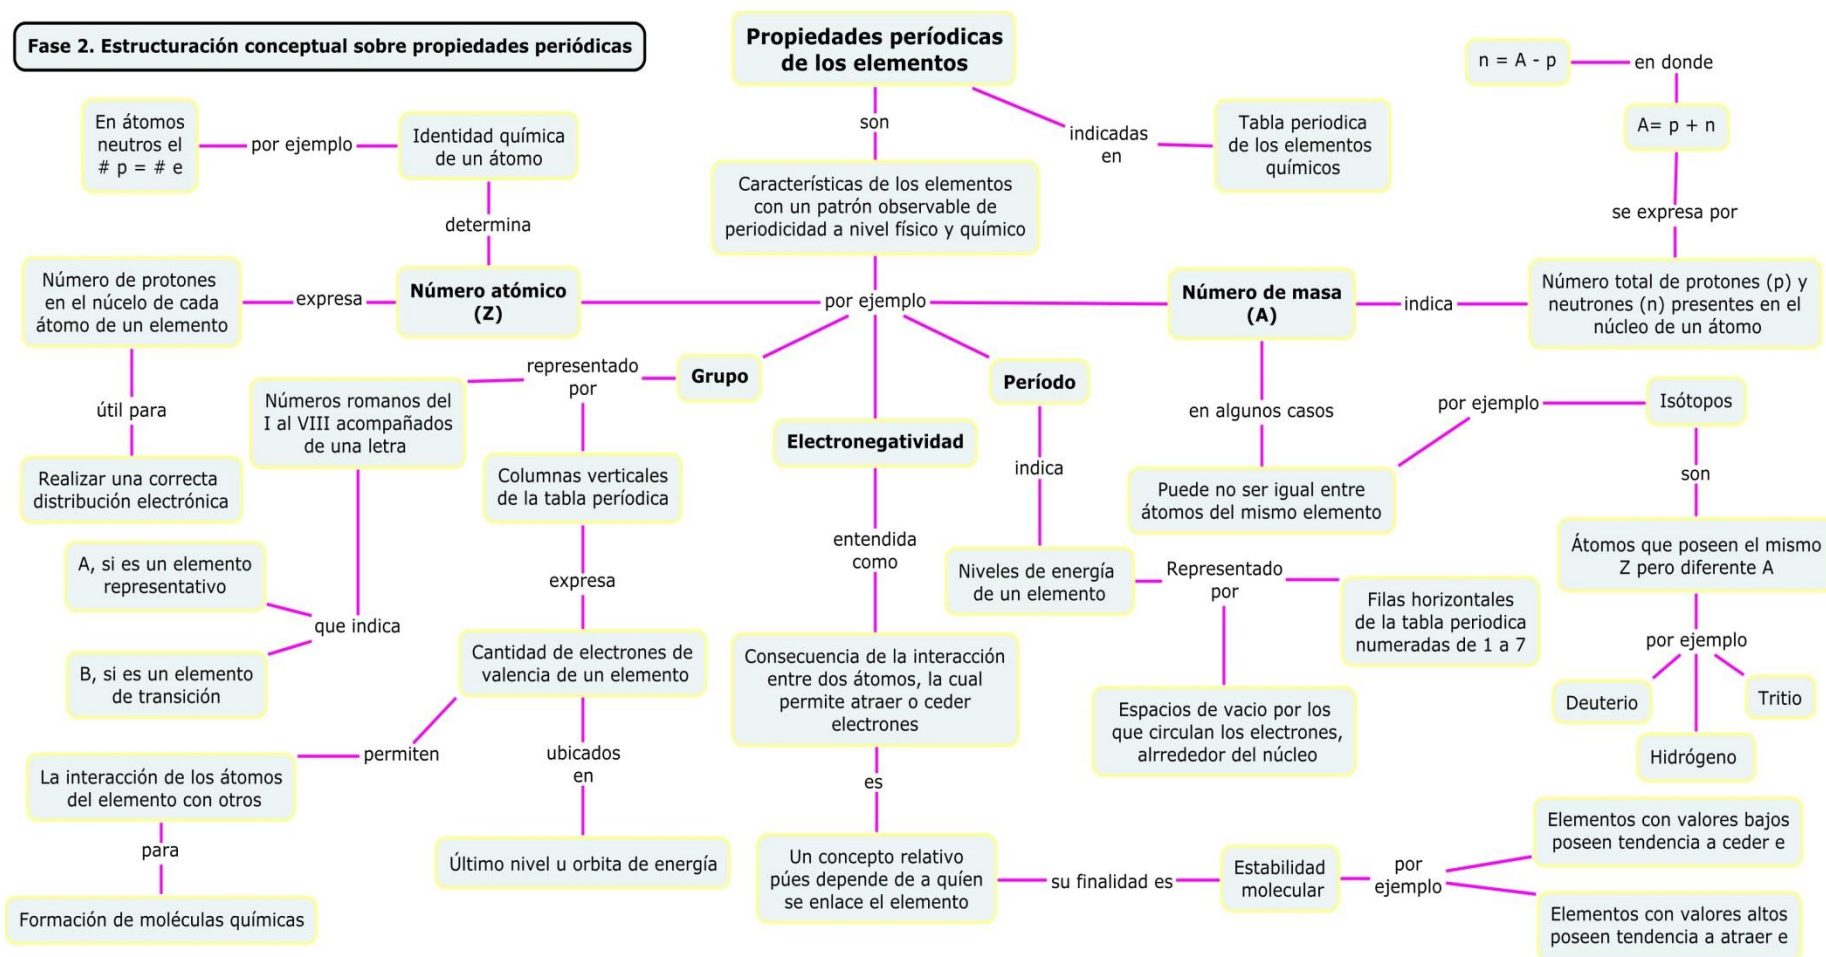 Fase 2. Estructuración conceptual sobre propiedades periódicas
Propiedades períodicas
de los elementos
son
indicadas
en
Tabla periodica
de los elementos
químicos
Características de los elementos
con un patrón observable de
periodicidad a nivel físico y químico
por ejemplo
Número atómico
(Z)
determina
Identidad química
de un átomo
por ejemplo
En átomos
neutros el
# p = # e
expresa
Número de protones
en el núcelo de cada
átomo de un elemento
útil para
Realizar una correcta
distribución electrónica
Grupo
representado
por
Números romanos del
I al VIII acompañados
de una letra
que indica
A, si es un elemento
representativo
B, si es un elemento
de transición
Columnas verticales
de la tabla períodica
expresa
Cantidad de electrones de
valencia de un elemento
permiten
La interacción de los átomos
del elemento con otros
para
Formación de moléculas químicas
ubicados
en
Último nivel u orbita de energía
Electronegatividad
entendida
como
Consecuencia de la interacción
entre dos átomos, la cual
permite atraer o ceder
electrones
es
Un concepto relativo
púes depende de a quíen
se enlace el elemento
su finalidad es
Estabilidad
molecular
por
ejemplo
Elementos con valores bajos
poseen tendencia a ceder e
Elementos con valores altos
poseen tendencia a atraer e
Período
indica
Niveles de energía
de un elemento
Representado
por
Filas horizontales
de la tabla periodica
numeradas de 1 a 7
Espacios de vacio por los
que circulan los electrones,
alrrededor del núcleo
Número de masa
(A)
indica
Número total de protones (p) y
neutrones (n) presentes en el
núcleo de un átomo
se expresa por
A= p + n
en donde
n = A - p
en algunos casos
Puede no ser igual entre
átomos del mismo elemento
por ejemplo
Isótopos
son
Átomos que poseen el mismo
Z pero diferente A
por ejemplo
Deuterio
Hidrógeno
Tritio